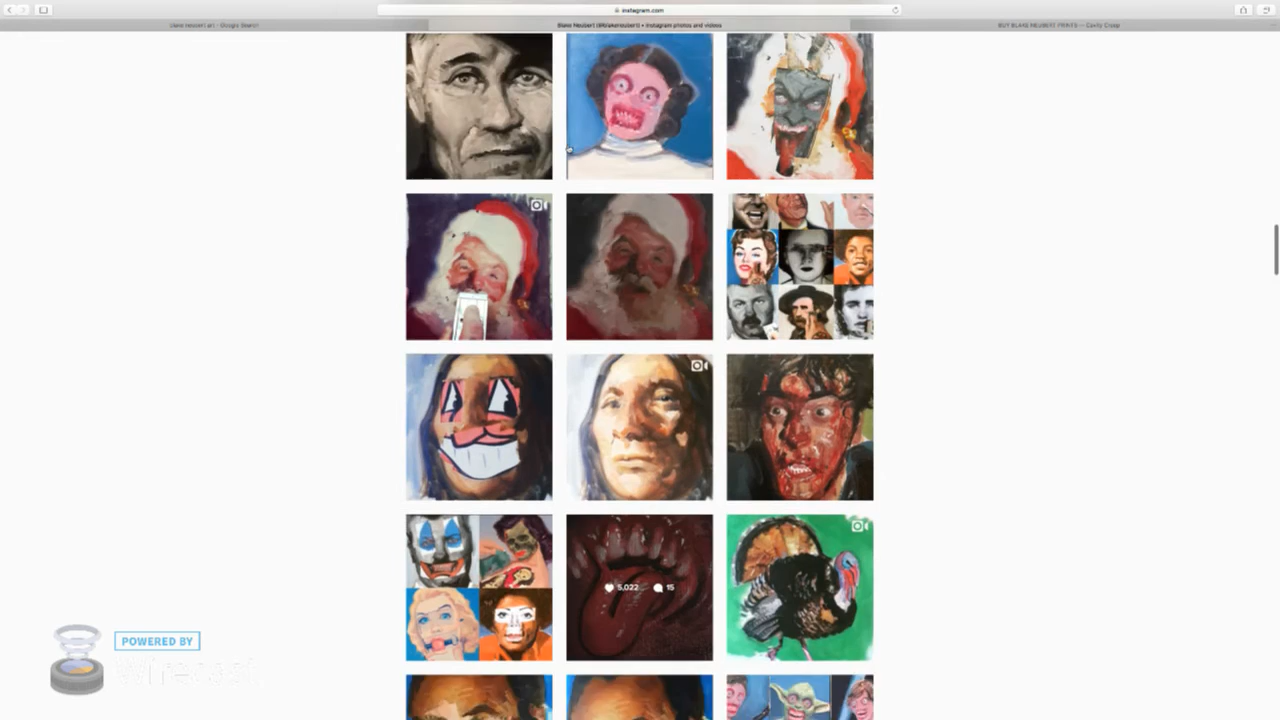 instagram.com
blake neubert art - Google Search
Blake Neubert (@blakeneubert) • Instagram photos and videos
BUY BLAKE NEUBERT PRINTS — Cavity Creep
5,022 15
POWERED BY
Wirecast